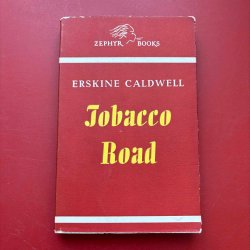 ZEPHYR BOOKS
ERSKINE CALDWELL
Tobacco
Road